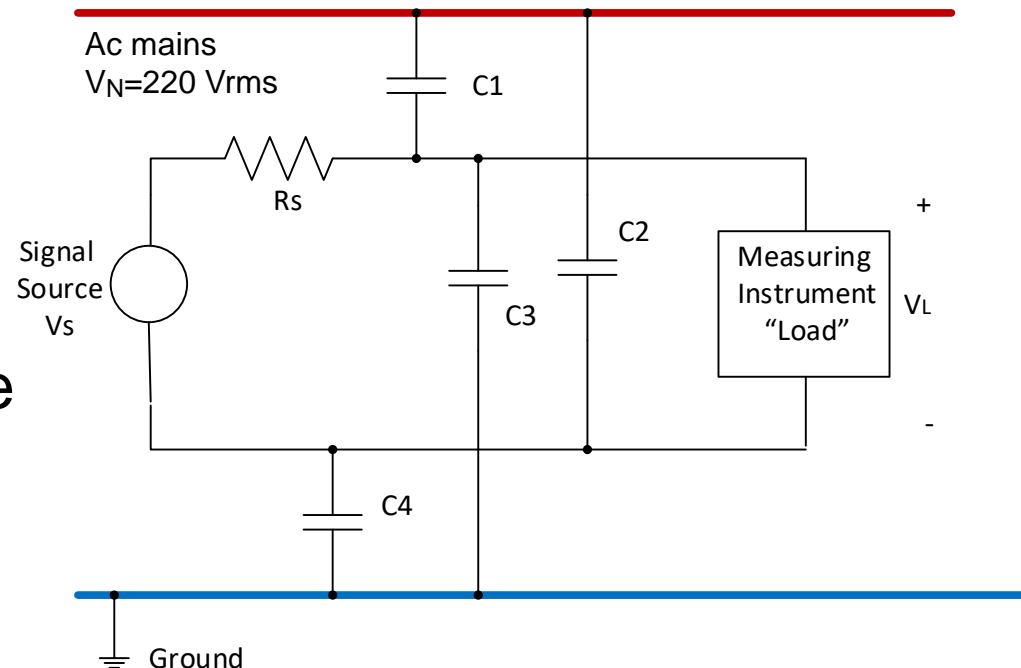 Ac mains
VN=220 Vrms
C1
Rs
Signal
Source
Vs
C2
C3
Measuring
Instrument
“Load”
+
VL
-
e
C4
Ground